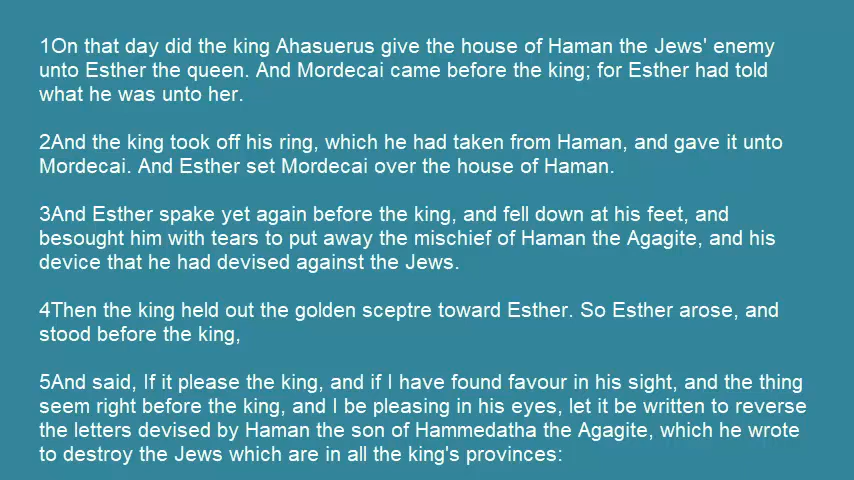 1On that day did the king Ahasuerus give the house of Haman the Jews' enemy
unto Esther the queen. And Mordecai came before the king; for Esther had told
what he was unto her.
2And the king took off his ring, which he had taken from Haman, and gave it unto
Mordecai. And Esther set Mordecai over the house of Haman.
3And Esther spake yet again before the king, and fell down at his feet, and
besought him with tears to put away the mischief of Haman the Agagite, and his
device that he had devised against the Jews.
4Then the king held out the golden sceptre toward Esther. So Esther arose, and
stood before the king,
5And said, If it please the king, and if I have found favour in his sight, and the thing
seem right before the king, and I be pleasing in his eyes, let it be written to reverse
the letters devised by Haman the son of Hammedatha the Agagite, which he wrote
to destroy the Jews which are in all the king's provinces: